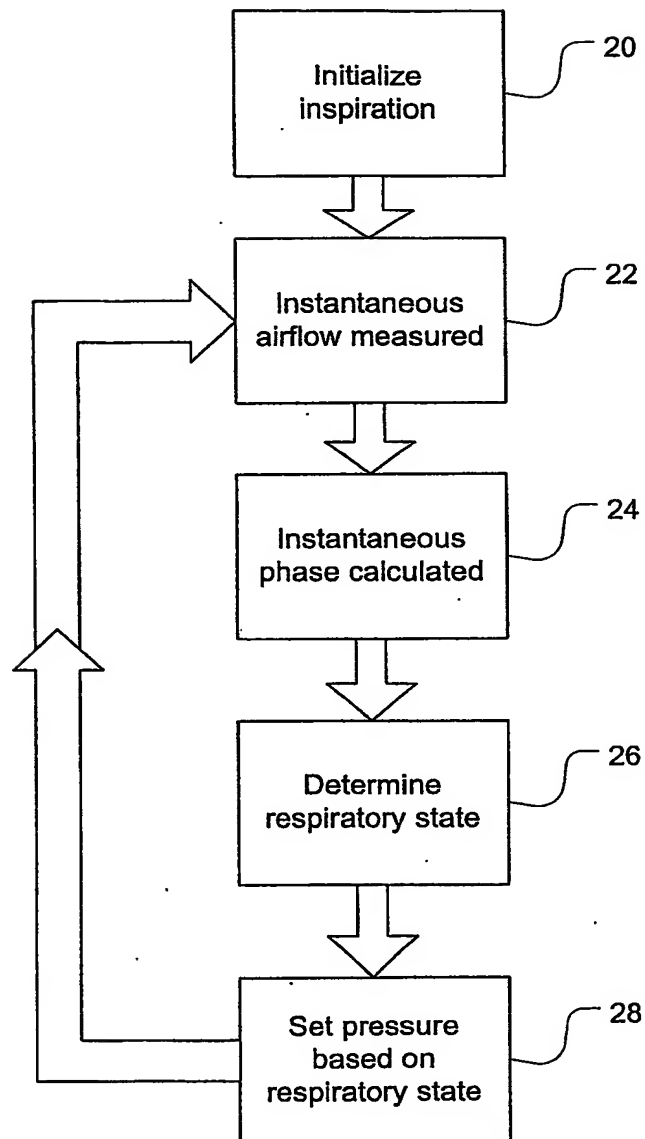 Initialize
inspiration
20
Instantaneous
airflow measured
22
Instantaneous
phase calculated
24
Determine
respiratory state
26
Set pressure
based on
respiratory state
28